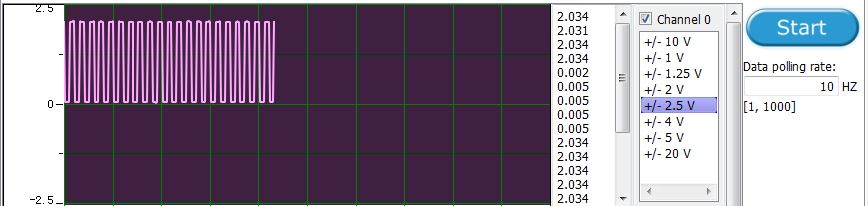 2.5
0
-2.5
2.034
2.031
2.034
2.034
0.002
0.005
0.005
0.005
0.005
2.034
2.034
2.034
2.034
2.034
Channel 0
+/- 10 V
+/- 1 V
+/- 1.25 V
+/- 2 V
+/- 2.5 V
+/- 4 V
+/- 5 V
+/- 20 V
Start
Data polling rate:
10 HZ
[1, 1000]